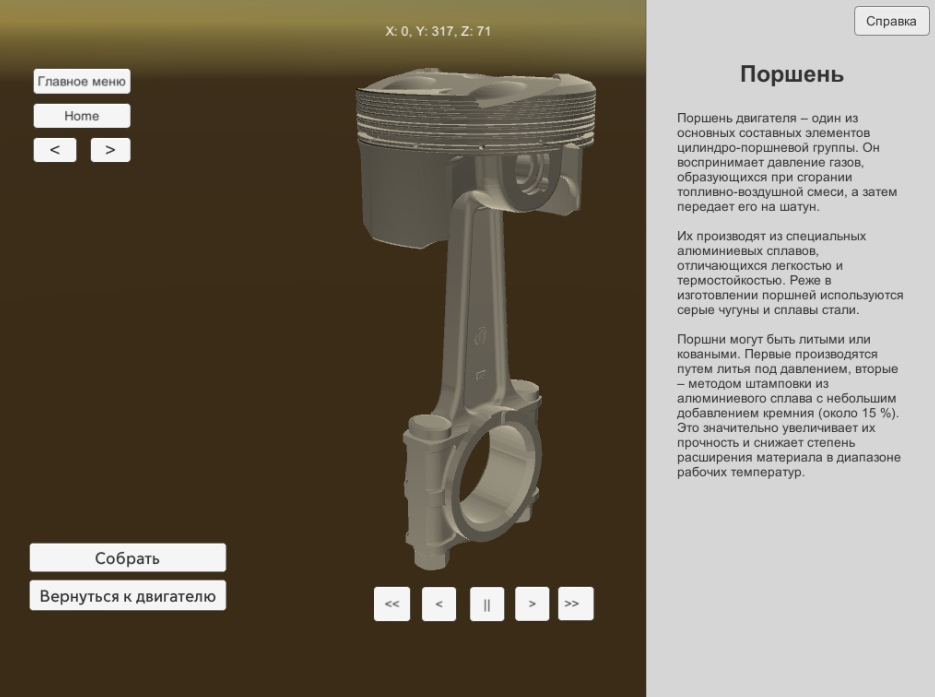 X: 0, Y: 317, Z: 71
Справка
Главное меню
Home
<
>
Поршень
Поршень двигателя – один из
основных составных элементов
цилиндро-поршневой группы. Он
воспринимает давление газов,
образующихся при сгорании
топливно-воздушной смеси, а затем
передает его на шатун.
Их производят из специальных
алюминиевых сплавов,
отличающихся легкостью и
термостойкостью. Реже в
изготовлении поршней используются
серые чугуны и сплавы стали.
Поршни могут быть литыми или
коваными. Первые производятся
путем литья под давлением, вторые
– методом штамповки из
алюминиевого сплава с небольшим
добавлением кремния (около 15 %).
Это значительно увеличивает их
прочность и снижает степень
расширения материала в диапазоне
рабочих температур.
Собрать
Вернуться к двигателю
<<
<
||
>
>>